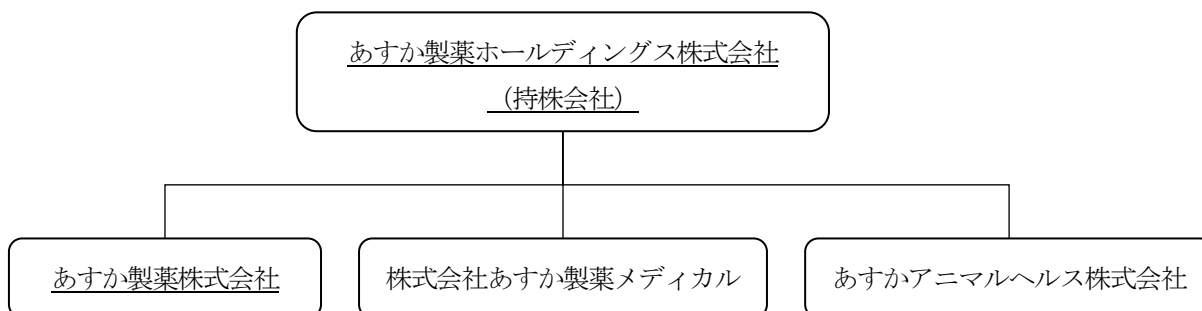 あすか製薬ホールディングス株式会社
（持株会社）
あすか製薬株式会社
株式会社あすか製薬メディカル
あすかアニマルヘルス株式会社